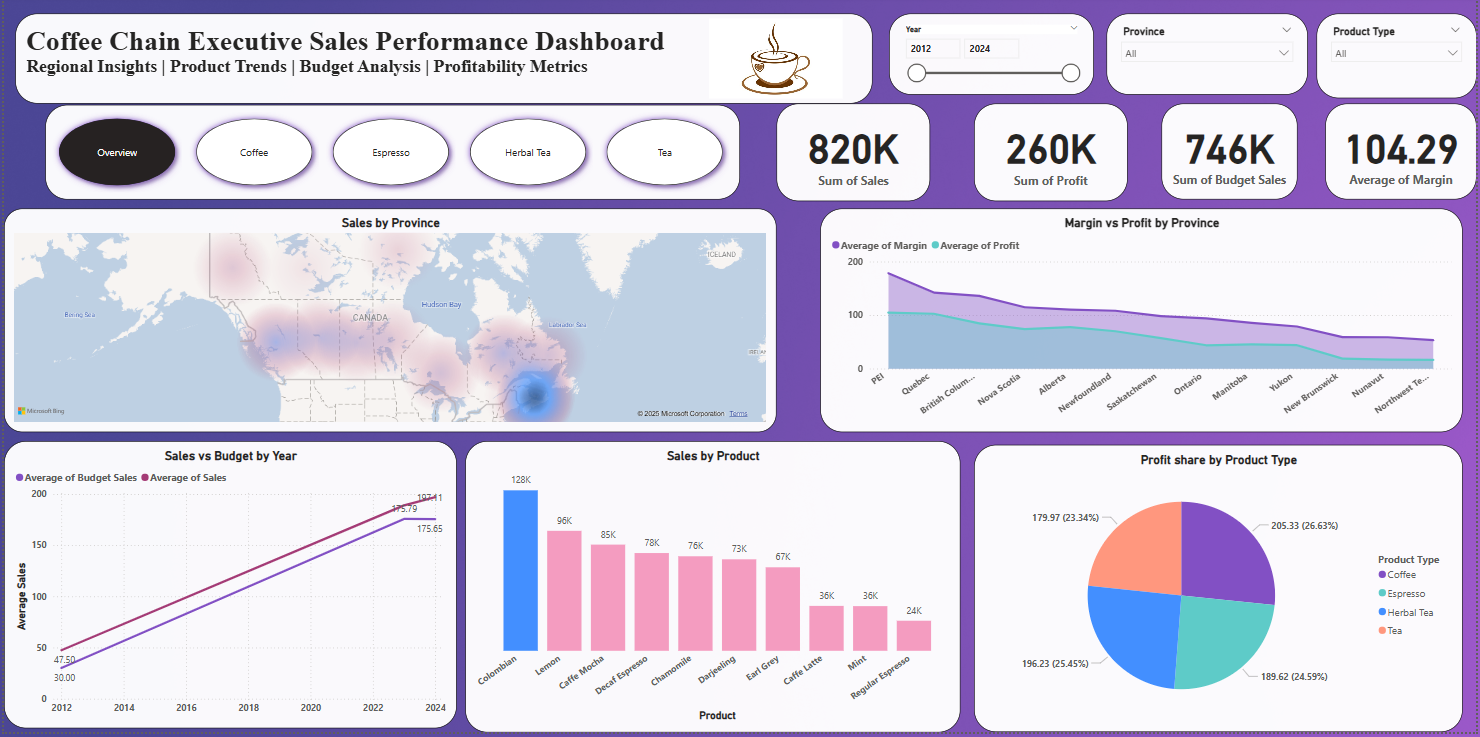 Coffee Chain Executive Sales Performance Dashboard
Regional Insights | Product Trends | Budget Analysis | Profitability Metrics
Year
2012 2024
Province
All
Product Type
All
Overview
Coffee
Espresso
Herbal Tea
Tea
820K
Sum of Sales
260K
Sum of Profit
746K
Sum of Budget Sales
104.29
Average of Margin
Sales by Province
ICELAND
Bering Sea
Hudson Bay
CANADA
Labrador Sea
Microsoft Bing
© 2025 Microsoft Corporation Terms
Margin vs Profit by Province
Average of Margin Average of Profit
200
100
0
PEI
Quebec
British Colum...
Nova Scotia
Alberta
Newfoundland
Saskatchewan
Ontario
Manitoba
Yukon
New Brunswick
Nunavut
Northwest Te...
Sales vs Budget by Year
Average of Budget Sales Average of Sales
Average Sales
200
150
100
50
0
197.11
175.79
175.65
47.50
30.00
2012 2014 2016 2018 2020 2022 2024
Sales by Product
128K
96K
85K
78K
76K
73K
67K
36K
36K
24K
Colombian
Lemon
Caffe Mocha
Decaf Espresso
Chamomile
Darjeeling
Earl Grey
Caffe Latte
Mint
Regular Espresso
Product
Profit share by Product Type
179.97 (23.34%)
205.33 (26.63%)
196.23 (25.45%)
189.62 (24.59%)
Product Type
Coffee
Espresso
Herbal Tea
Tea